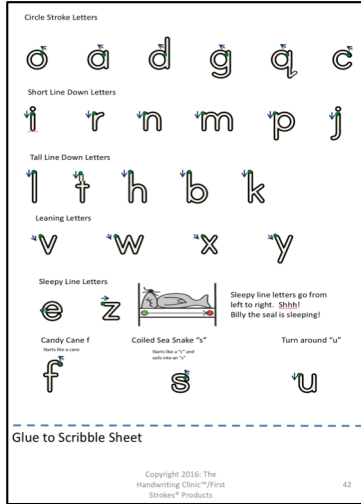 Circle Stroke Letters
o a d g q c
Short Line Down Letters
i r n m p j
Tall Line Down Letters
l t h b k
Leaning Letters
v w x y
Sleepy Line Letters
e z
Sleepy line letters go from
left to right. Shhh!
Billy the seal is sleeping!
Candy Cane f
Starts like a cane
f
Coiled Sea Snake "s"
Starts like a "c" and
coils into an "s"
s
Turn around "u"
u
Glue to Scribble Sheet
Copyright 2016: The
Handwriting Clinic™/First
Strokes® Products
42